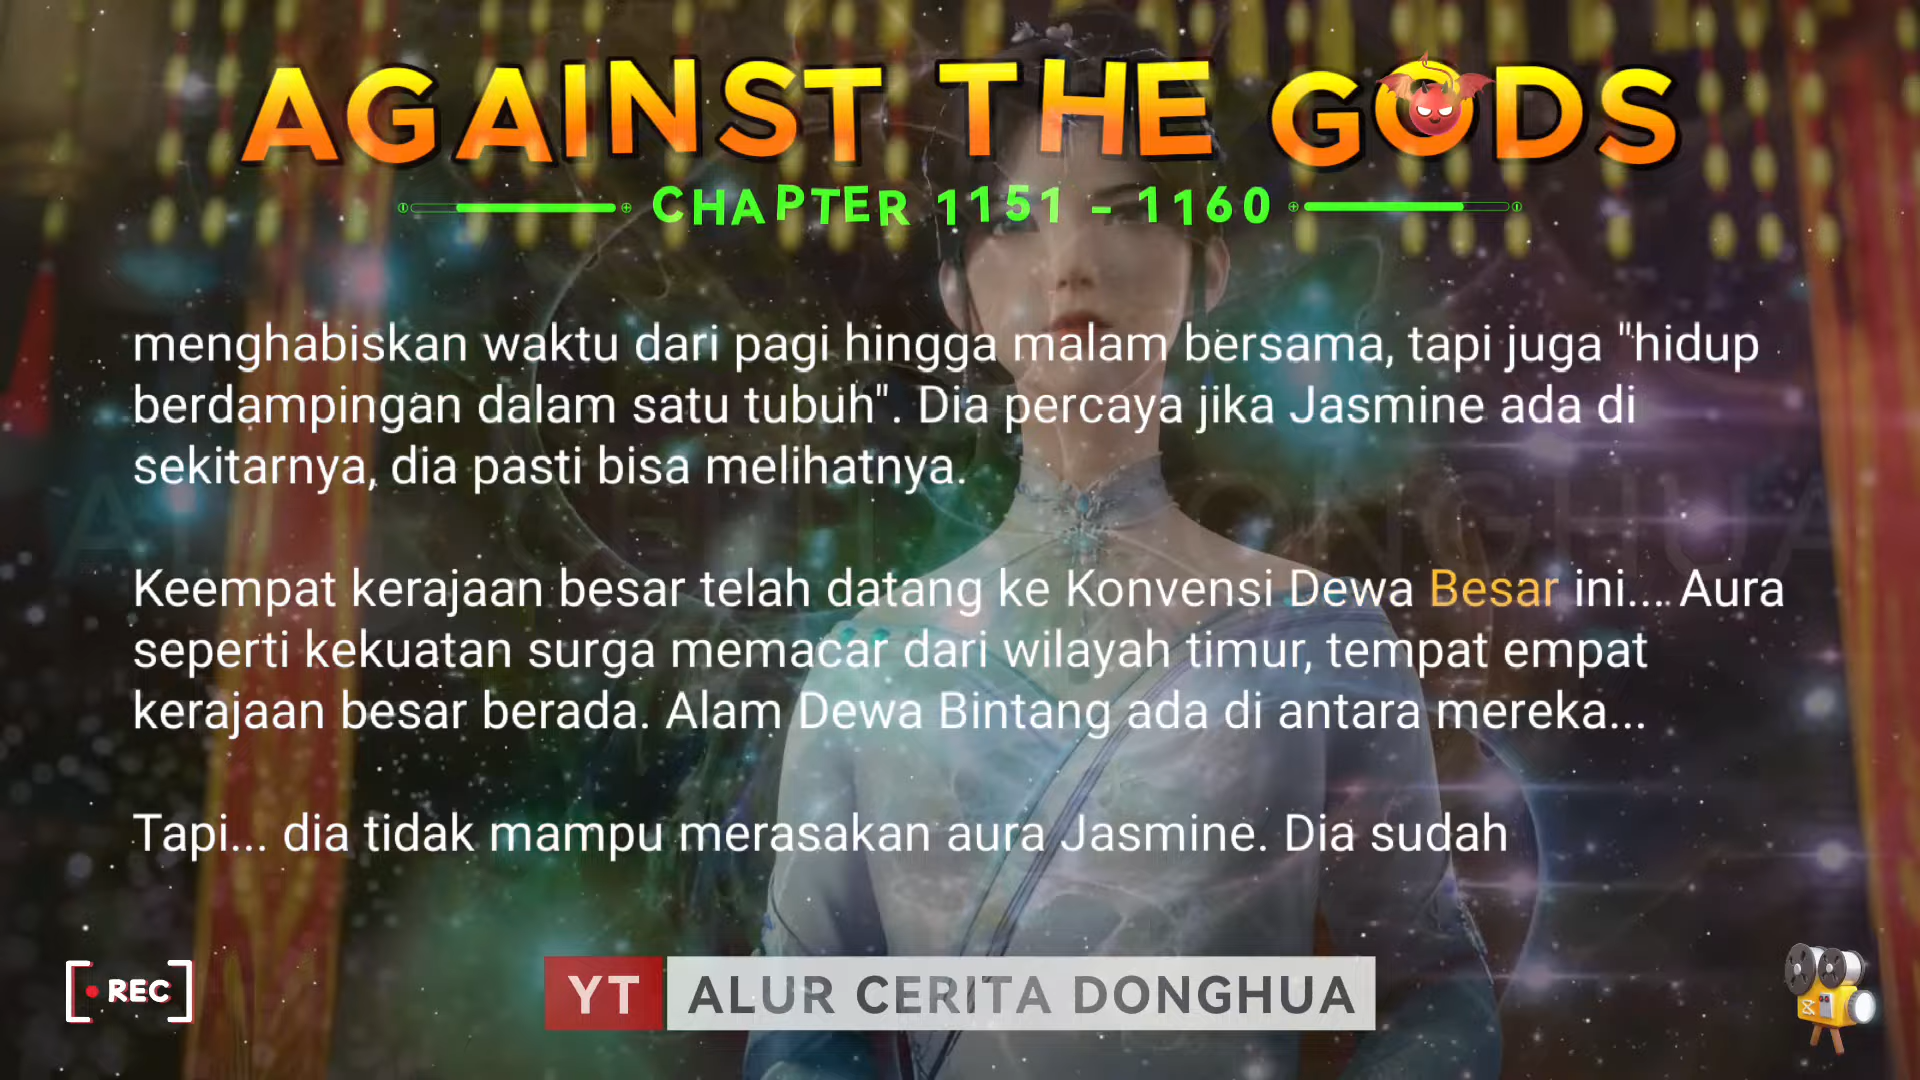 AGAINST THE GODS
CHAPTER 1151 - 1160
menghabiskan waktu dari pagi hingga malam bersama, tapi juga "hidup
berdampingan dalam satu tubuh". Dia percaya jika Jasmine ada di
sekitarnya, dia pasti bisa melihatnya.
ALUR CERITA DONGHUA
Keempat kerajaan besar telah datang ke Konvensi Dewa Besar ini... Aura
seperti kekuatan surga memacar dari wilayah timur, tempat empat
kerajaan besar berada. Alam Dewa Bintang ada di antara mereka...
Tapi... dia tidak mampu merasakan aura Jasmine. Dia sudah
REC
YT ALUR CERITA DONGHUA